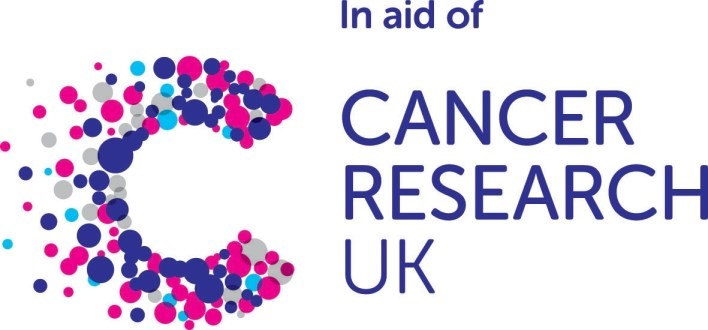 In aid of
CANCER
RESEARCH
UK